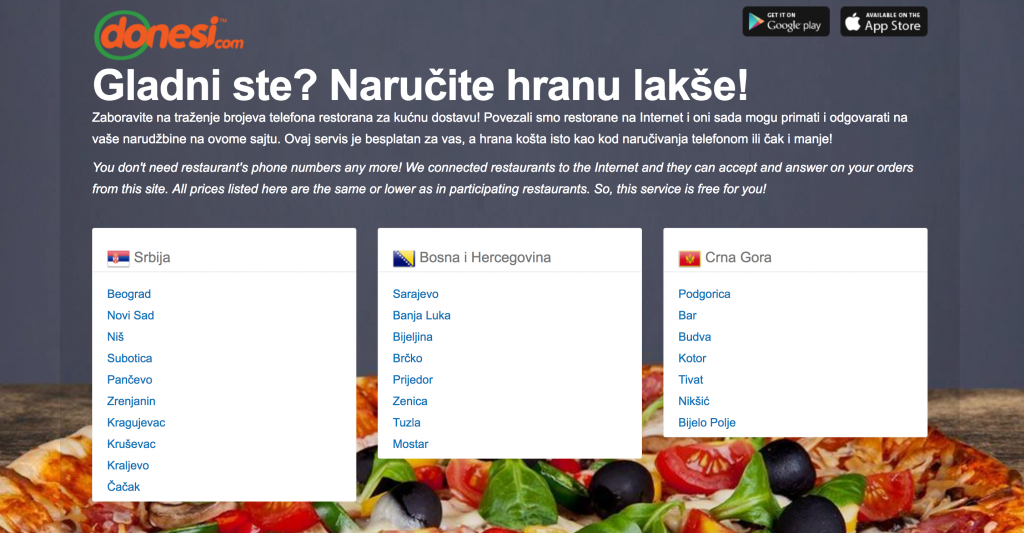 donesi.com™
GET IT ON
Google play
AVAILABLE ON THE
App Store
Gladni ste? Naručite hranu lakše!
Zaboravite na traženje brojeva telefona restorana za kućnu dostavu! Povezali smo restorane na Internet i oni sada mogu primati i odgovarati na
vaše narudžbine na ovome sajtu. Ovaj servis je besplatan za vas, a hrana košta isto kao kod naručivanja telefonom ili čak i manje!
You don't need restaurant's phone numbers any more! We connected restaurants to the Internet and they can accept and answer on your orders
from this site. All prices listed here are the same or lower as in participating restaurants. So, this service is free for you!
Srbija
Beograd
Novi Sad
Niš
Subotica
Pančevo
Zrenjanin
Kragujevac
Kruševac
Kraljevo
Čačak
Bosna i Hercegovina
Sarajevo
Banja Luka
Bijeljina
Brčko
Prijedor
Zenica
Tuzla
Mostar
Crna Gora
Podgorica
Bar
Budva
Kotor
Tivat
Nikšić
Bijelo Polje